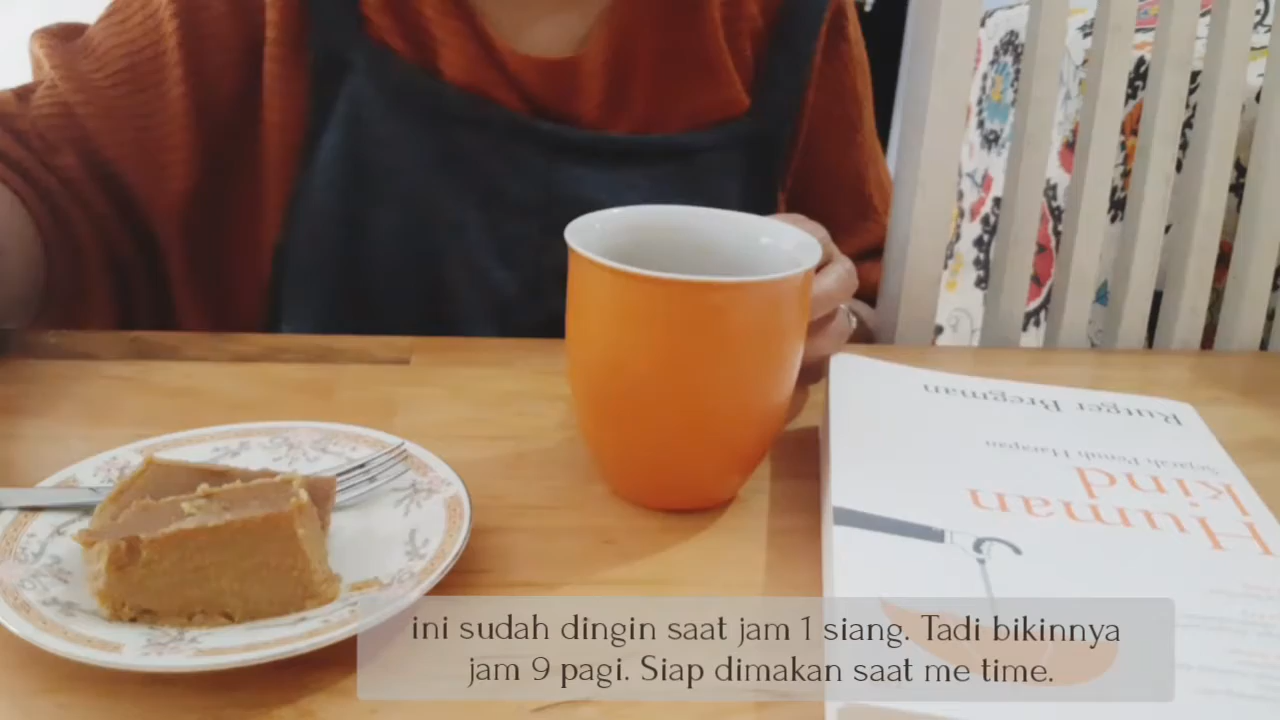 Rutger Bregman
Sejarah Penuh Harapan
Human
kind
ini sudah dingin saat jam 1 siang. Tadi bikinnya
jam 9 pagi. Siap dimakan saat me time.